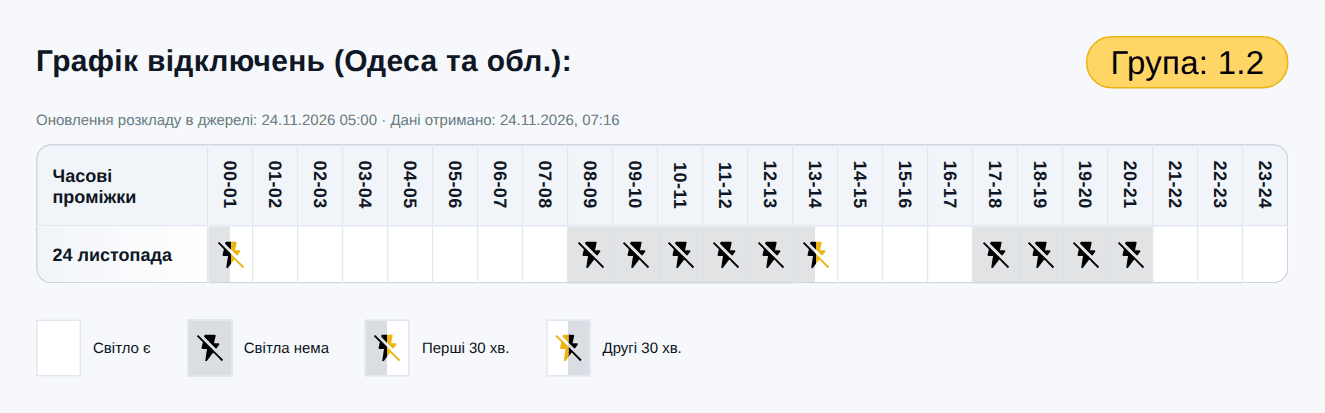 Графік відключень (Одеса та обл.):
Група: 1.2
Оновлення розкладу в джерелі: 24.11.2026 05:00 · Дані отримано: 24.11.2026, 07:16
Часові
проміжки
00-01
01-02
02-03
03-04
04-05
05-06
06-07
07-08
08-09
09-10
10-11
11-12
12-13
13-14
14-15
15-16
16-17
17-18
18-19
19-20
20-21
21-22
22-23
23-24
24 листопада
Світло є
Світла нема
Перші 30 хв.
Другі 30 хв.